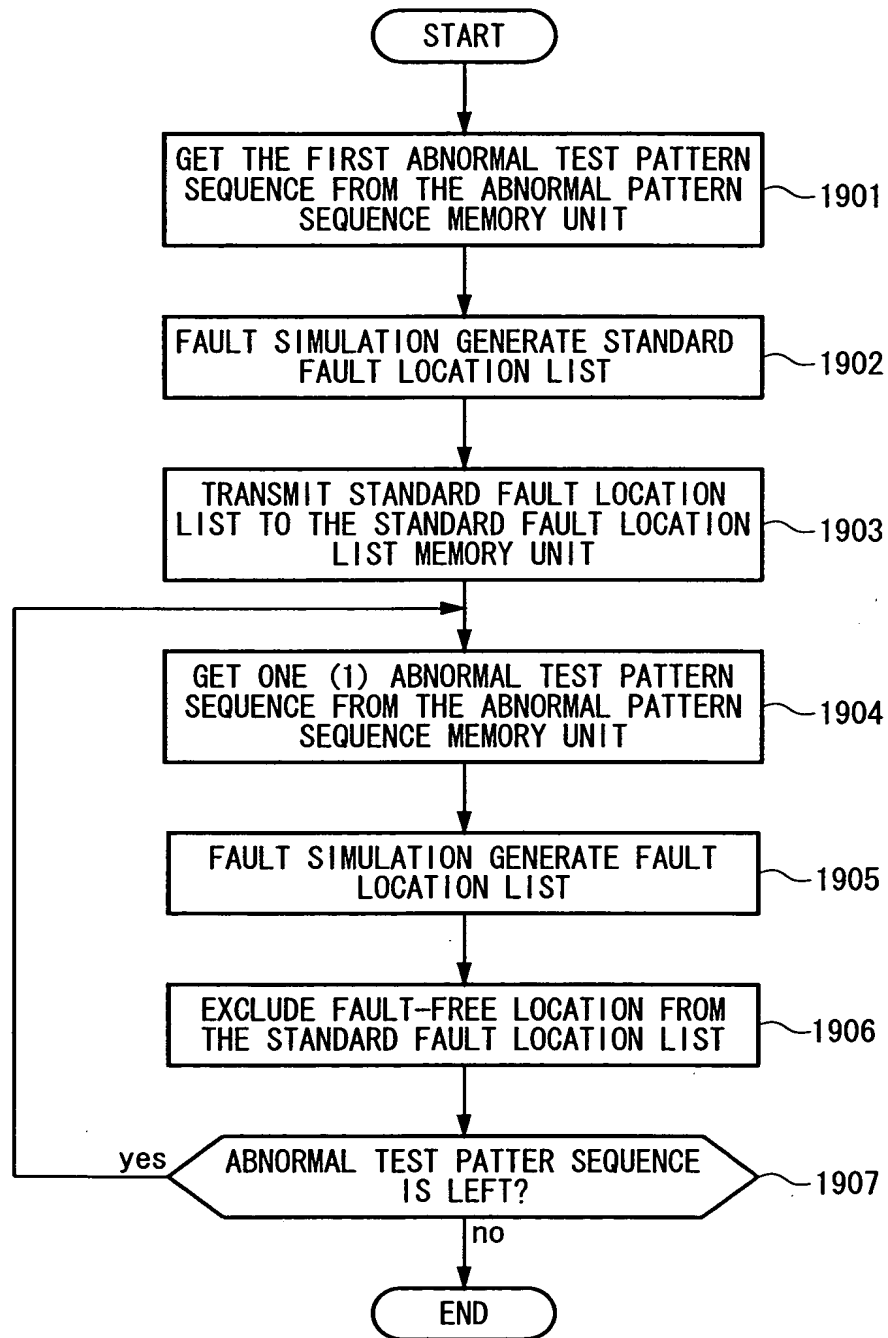 START
GET THE FIRST ABNORMAL TEST PATTERN
SEQUENCE FROM THE ABNORMAL PATTERN
SEQUENCE MEMORY UNIT
1901
FAULT SIMULATION GENERATE STANDARD
FAULT LOCATION LIST
1902
TRANSMIT STANDARD FAULT LOCATION
LIST TO THE STANDARD FAULT LOCATION
LIST MEMORY UNIT
1903
GET ONE (1) ABNORMAL TEST PATTERN
SEQUENCE FROM THE ABNORMAL PATTERN
SEQUENCE MEMORY UNIT
1904
FAULT SIMULATION GENERATE FAULT
LOCATION LIST
1905
EXCLUDE FAULT-FREE LOCATION FROM
THE STANDARD FAULT LOCATION LIST
1906
yes
ABNORMAL TEST PATTER SEQUENCE
IS LEFT?
1907
no
END